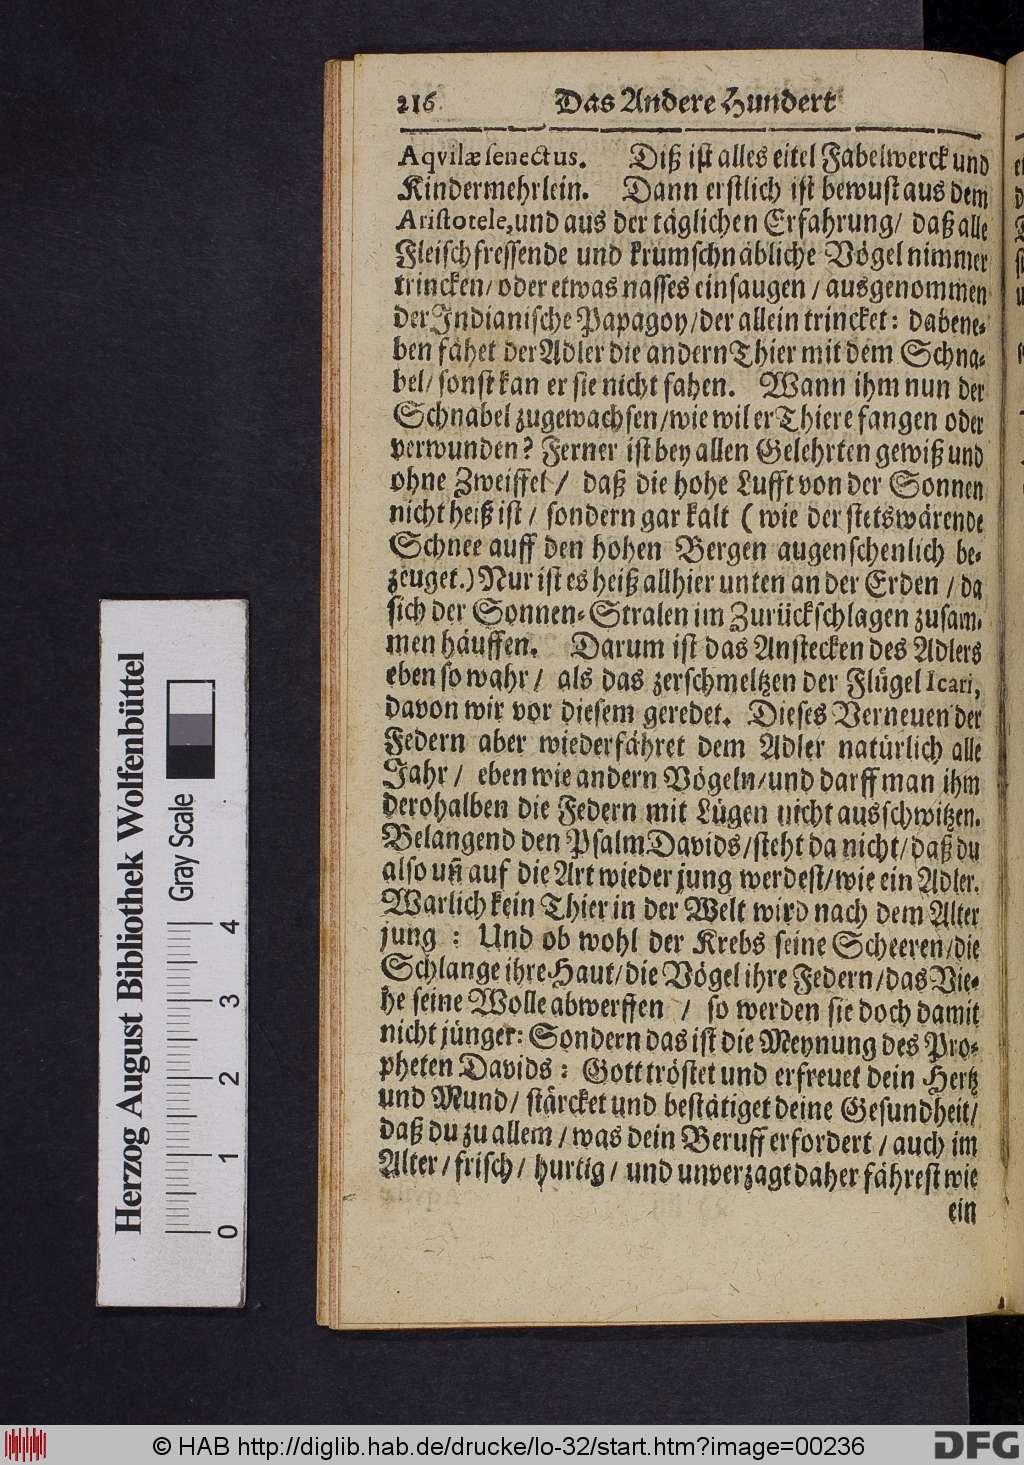 216 Das Andere Hundert
Aqvilæ senectus. Diß ist alles eitel Fabelwerck und
Kindermehrlein. Dann erstlich ist bewust aus dem
Aristotele, und aus der täglichen Erfahrung/ daß alle
Fleischfressende und krumschnäbliche Vögel nimmer
trincken/ oder etwas nasses einsaugen/ ausgenommen
der Indianische Papagoy/ der allein trincket: dabene-
ben fähet der Adler die andern Thier mit dem Schna-
bel/ sonst kan er sie nicht fahen. Wann ihm nun der
Schnabel zugewachsen/ wie wil er Thiere fangen oder
verwunden? Ferner ist bey allen Gelehrten gewiß und
ohne Zweiffel/ daß die hohe Lufft von der Sonnen
nicht heiß ist/ sondern gar kalt (wie der stetswärende
Schnee auff den hohen Bergen augenschenlich be-
zeuget.) Nur ist es heiß allhier unten an der Erden/ da
sich der Sonnen-Stralen im Zurückschlagen zusam-
men häuffen. Darum ist das Anstecken des Adlers
eben so wahr/ als das zerschmeltzen der Flügel Icari,
davon wir vor diesem geredet. Dieses Verneuen der
Federn aber wiederfähret dem Adler natürlich alle
Jahr/ eben wie andern Vögeln/ und darff man ihm
derohalben die Federn mit Lügen nicht ausschwitzen.
Belangend den Psalm Davids/ steht da nicht/ daß du
also uñ auf die Art wieder jung werdest/ wie ein Adler.
Warlich kein Thier in der Welt wird nach dem Alter
jung: Und ob wohl der Krebs seine Scheeren/ die
Schlange ihre Haut/ die Vögel ihre Federn/ das Vie-
he seine Wolle abwerffen/ so werden sie doch damit
nicht jünger: Sondern das ist die Meynung des Pro-
pheten Davids: Gott tröstet und erfreuet dein Hertz
und Mund/ stärcket und bestätiget deine Gesundheit/
daß du zu allem/ was dein Beruff erfordert/ auch im
Alter/ frisch/ hurtig/ und unverzagt daher fährest wie
ein
Herzog August Bibliothek Wolfenbüttel
Gray Scale
0 1 2 3 4
© HAB http://diglib.hab.de/drucke/lo-32/start.htm?image=00236
DFG